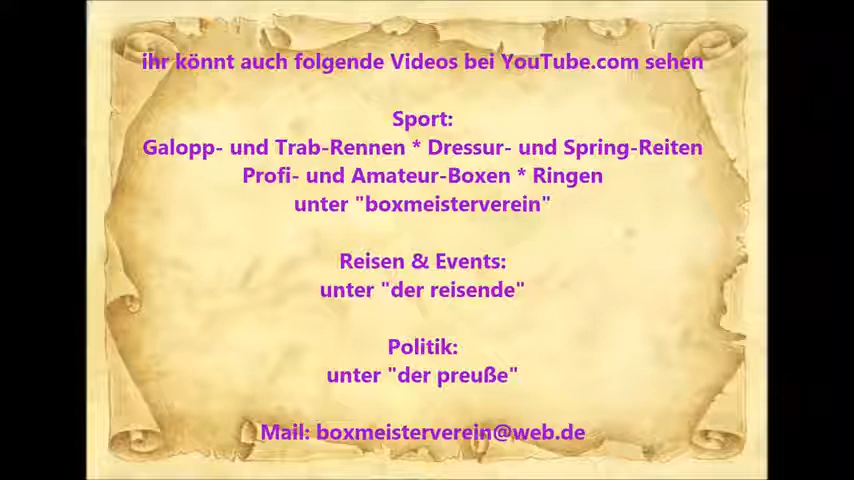 ihr könnt auch folgende Videos bei YouTube.com sehen
Sport:
Galopp- und Trab-Rennen * Dressur- und Spring-Reiten
Profi- und Amateur-Boxen * Ringen
unter "boxmeisterverein"
Reisen & Events:
unter "der reisende"
Politik:
unter "der preuße"
Mail: boxmeisterverein@web.de